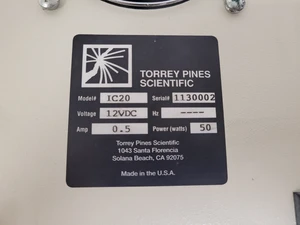 TORREY PINES
SCIENTIFIC
Model# IC20 Serial# 1130002
Voltage 12VDC Hz ----
Amp 0.5 Power (watts) 50
Torrey Pines Scientific
1043 Santa Florencia
Solana Beach, CA 92075
Made in the U.S.A.